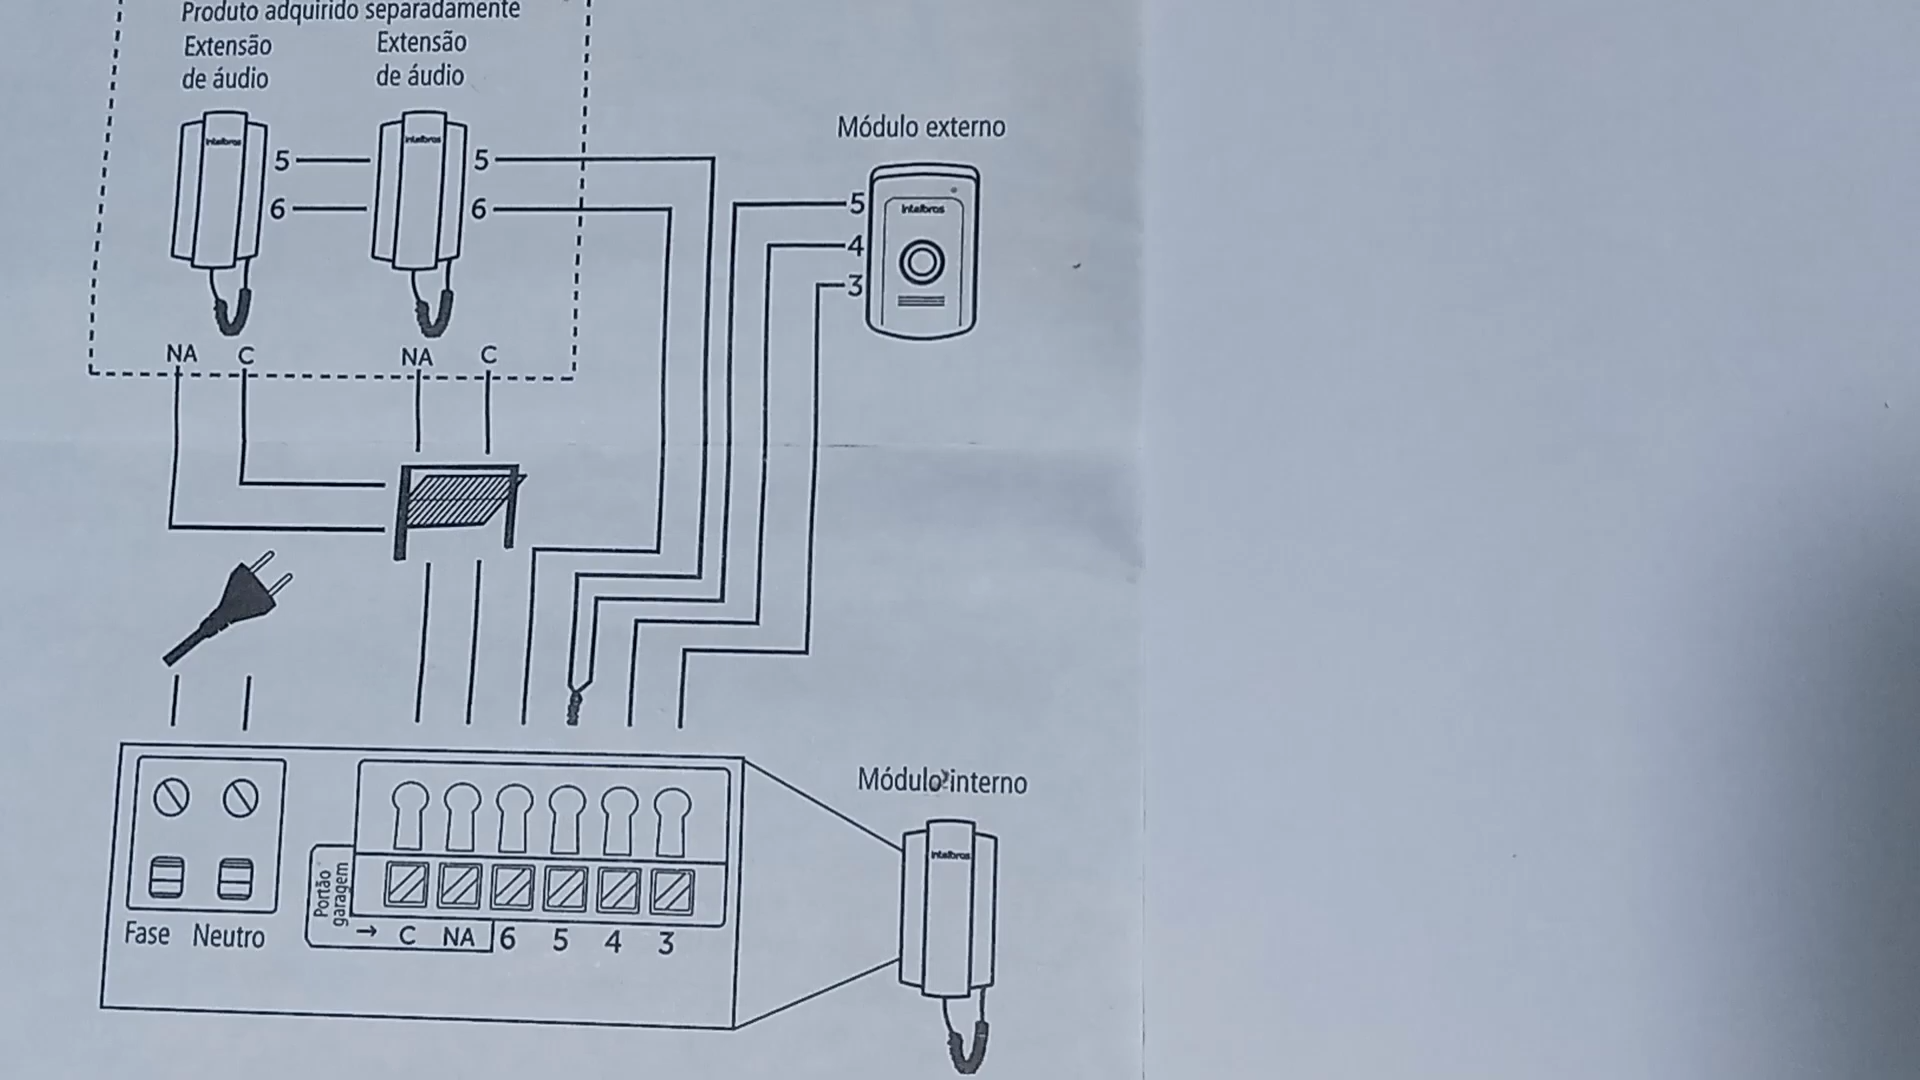 Produto adquirido separadamente
Extensão
de áudio
Extensão
de áudio
intelbras
intelbras
5
6
5
6
NA
C
NA
C
Módulo externo
intelbras
5
4
3
Módulo interno
intelbras
Portão
garagem
Fase
Neutro
→ C NA 6 5 4 3